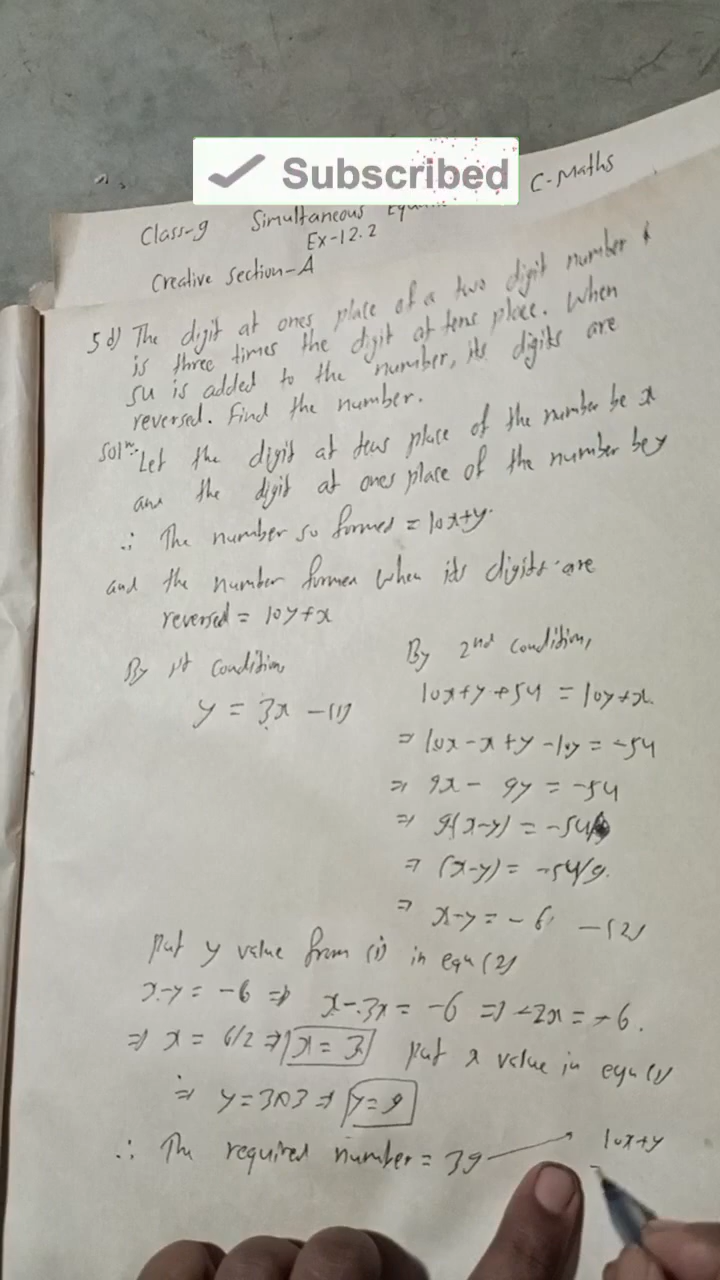 Subscribed
C-Maths
Class-9 Simultaneous
Ex-12.2
Creative Section-A
5 d) The digit at ones place of a two digit number
is three times the digit at tens place. When
54 is added to the number, its digits are
reversed. Find the number.
Solⁿ: Let the digit at tens place of the number be x
and the digit at ones place of the number be y
∴ The number so formed = 10x+y.
and the number formed when its digits are
reversed = 10y+x
By 1st condition,
y = 3x -(1)
By 2nd condition,
10x+y+54 = 10y+x.
⇒ 10x-x+y-10y = -54
⇒ 9x - 9y = -54
⇒ 9(x-y) = -54
⇒ (x-y) = -54/9.
⇒ x-y = -6 -(2)
Put y value from (i) in eqn (2)
x-y = -6 ⇒ x-3x = -6 ⇒ -2x = -6.
⇒ x = 6/2 ⇒ x = 3 put x value in eqn (1)
⇒ y = 3×3 ⇒ y = 9
∴ The required number = 39 → 10x+y